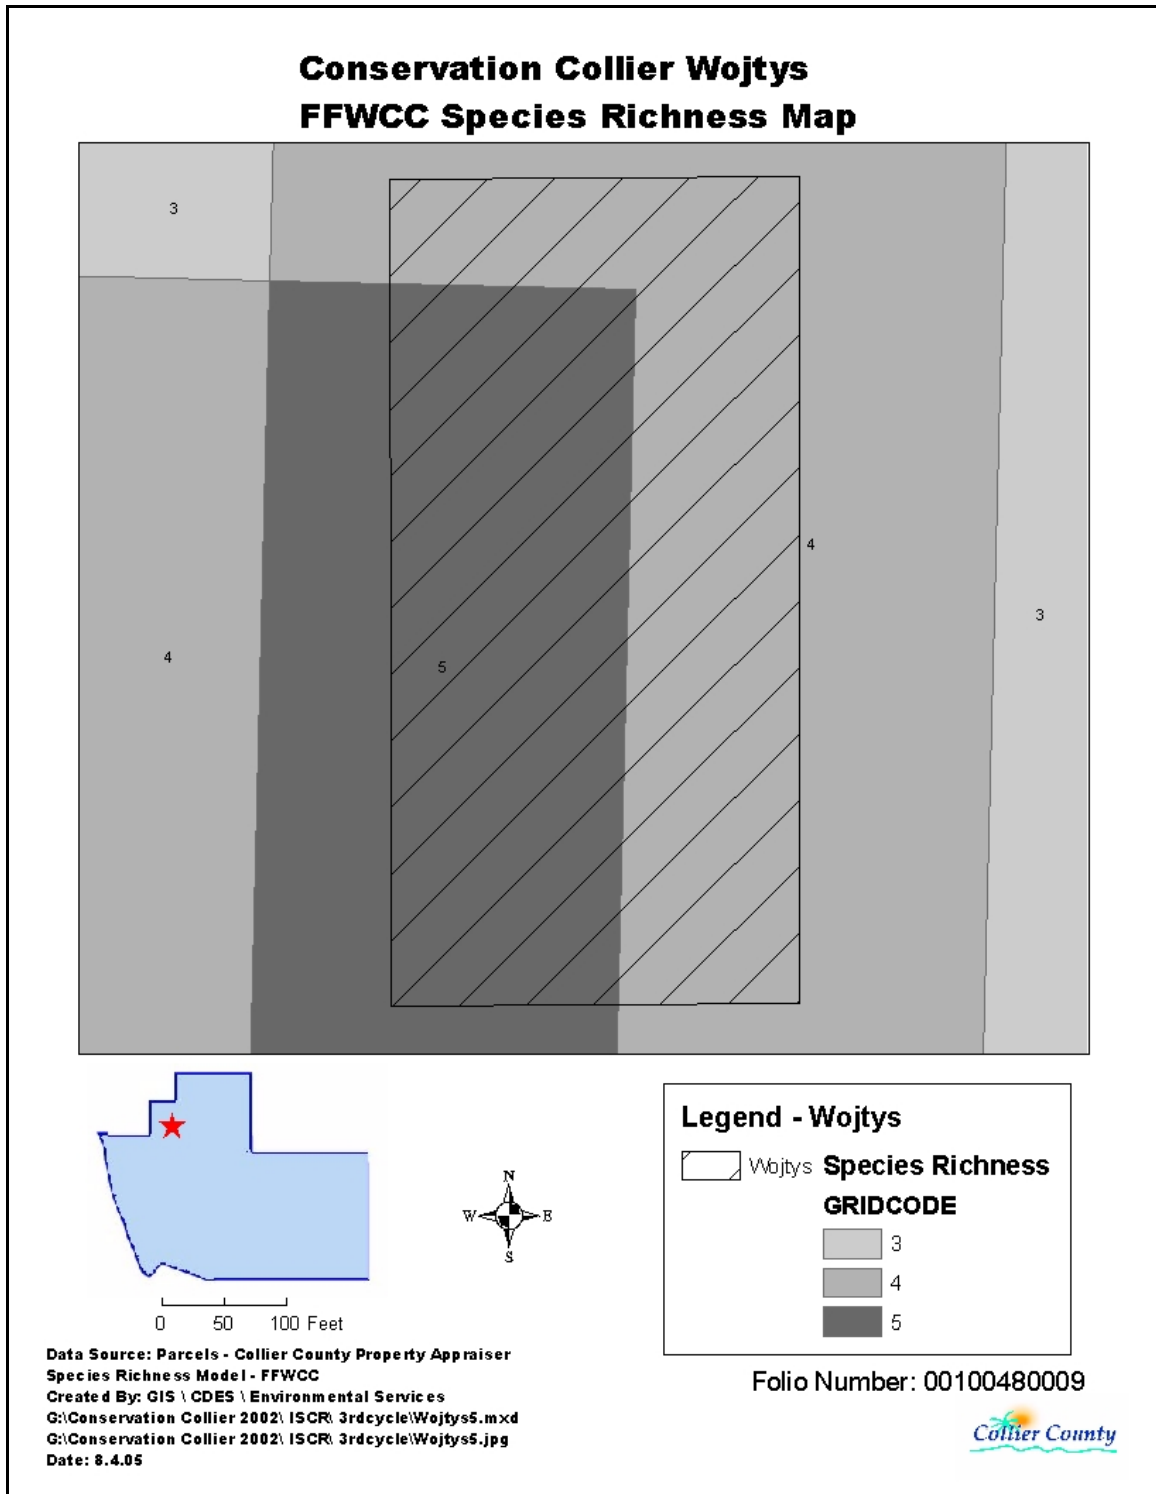 Conservation Collier Wojtys
FFWCC Species Richness Map
3
4
3
4
5
N
W E
S
0 50 100 Feet
Legend - Wojtys
Wojtys Species Richness
GRIDCODE
3
4
5
Data Source: Parcels - Collier County Property Appraiser
Species Richness Model - FFWCC
Created By: GIS \ CDES \ Environmental Services
G:\Conservation Collier 2002\ ISCR\ 3rdcycle\Wojtys5.mxd
G:\Conservation Collier 2002\ ISCR\ 3rdcycle\Wojtys5.jpg
Date: 8.4.05
Folio Number: 00100480009
Collier County